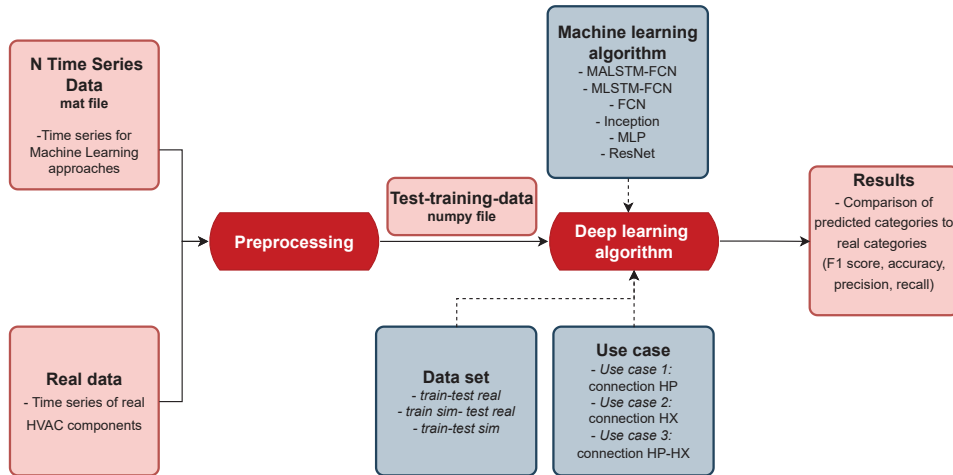 N Time Series
Data
mat file
-Time series for
Machine Learning
approaches
Real data
- Time series of real
HVAC components
Preprocessing
Test-training-data
numpy file
Machine learning
algorithm
- MALSTM-FCN
- MLSTM-FCN
- FCN
- Inception
- MLP
- ResNet
Deep learning
algorithm
Data set
- train-test real
- train sim- test real
- train-test sim
Use case
- Use case 1:
connection HP
- Use case 2:
connection HX
- Use case 3:
connection HP-HX
Results
- Comparison of
predicted categories to
real categories
(F1 score, accuracy,
precision, recall)